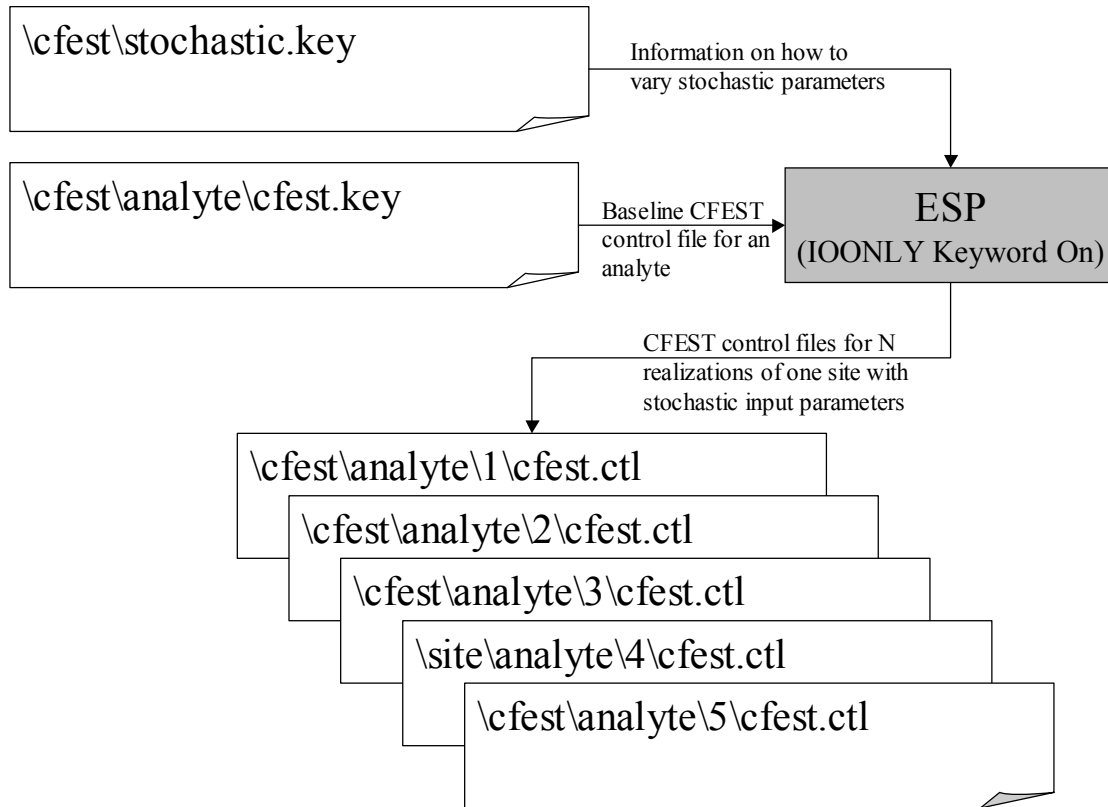 \cfest\stochastic.key
Information on how to
vary stochastic parameters
\cfest\analyte\cfest.key
Baseline CFEST
control file for an
analyte
ESP
(IOONLY Keyword On)
CFEST control files for N
realizations of one site with
stochastic input parameters
\cfest\analyte\1\cfest.ctl
\cfest\analyte\2\cfest.ctl
\cfest\analyte\3\cfest.ctl
\site\analyte\4\cfest.ctl
\cfest\analyte\5\cfest.ctl